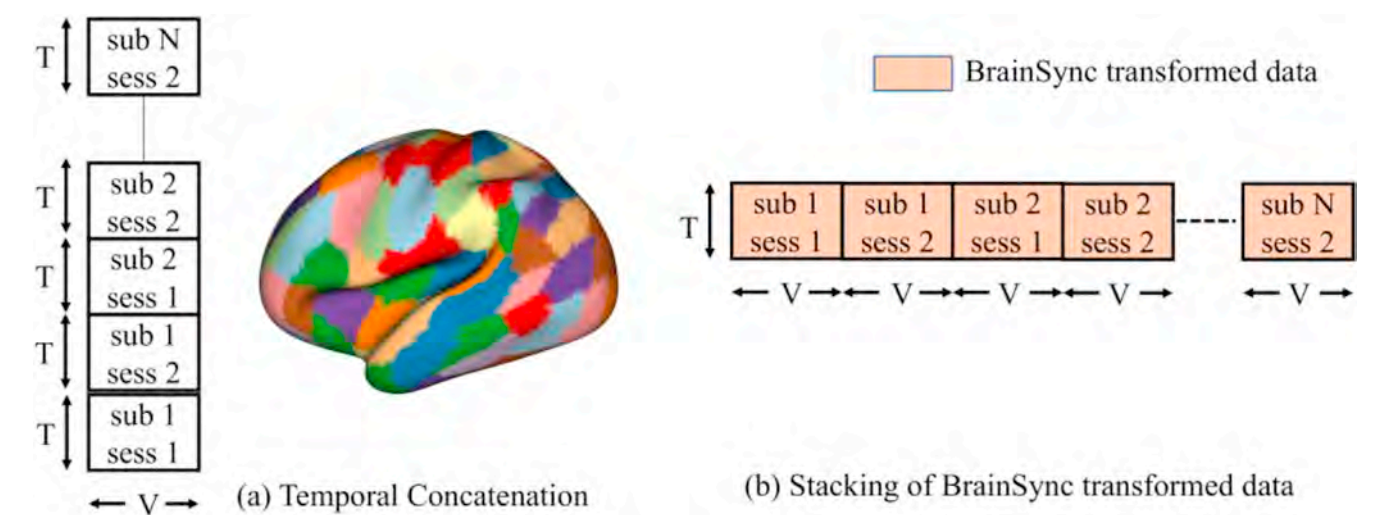 T
sub N
sess 2
T
sub 2
sess 2
T
sub 2
sess 1
T
sub 1
sess 2
T
sub 1
sess 1
V
(a) Temporal Concatenation
BrainSync transformed data
T
sub 1
sess 1
sub 1
sess 2
sub 2
sess 1
sub 2
sess 2
sub N
sess 2
V
V
V
V
V
(b) Stacking of BrainSync transformed data